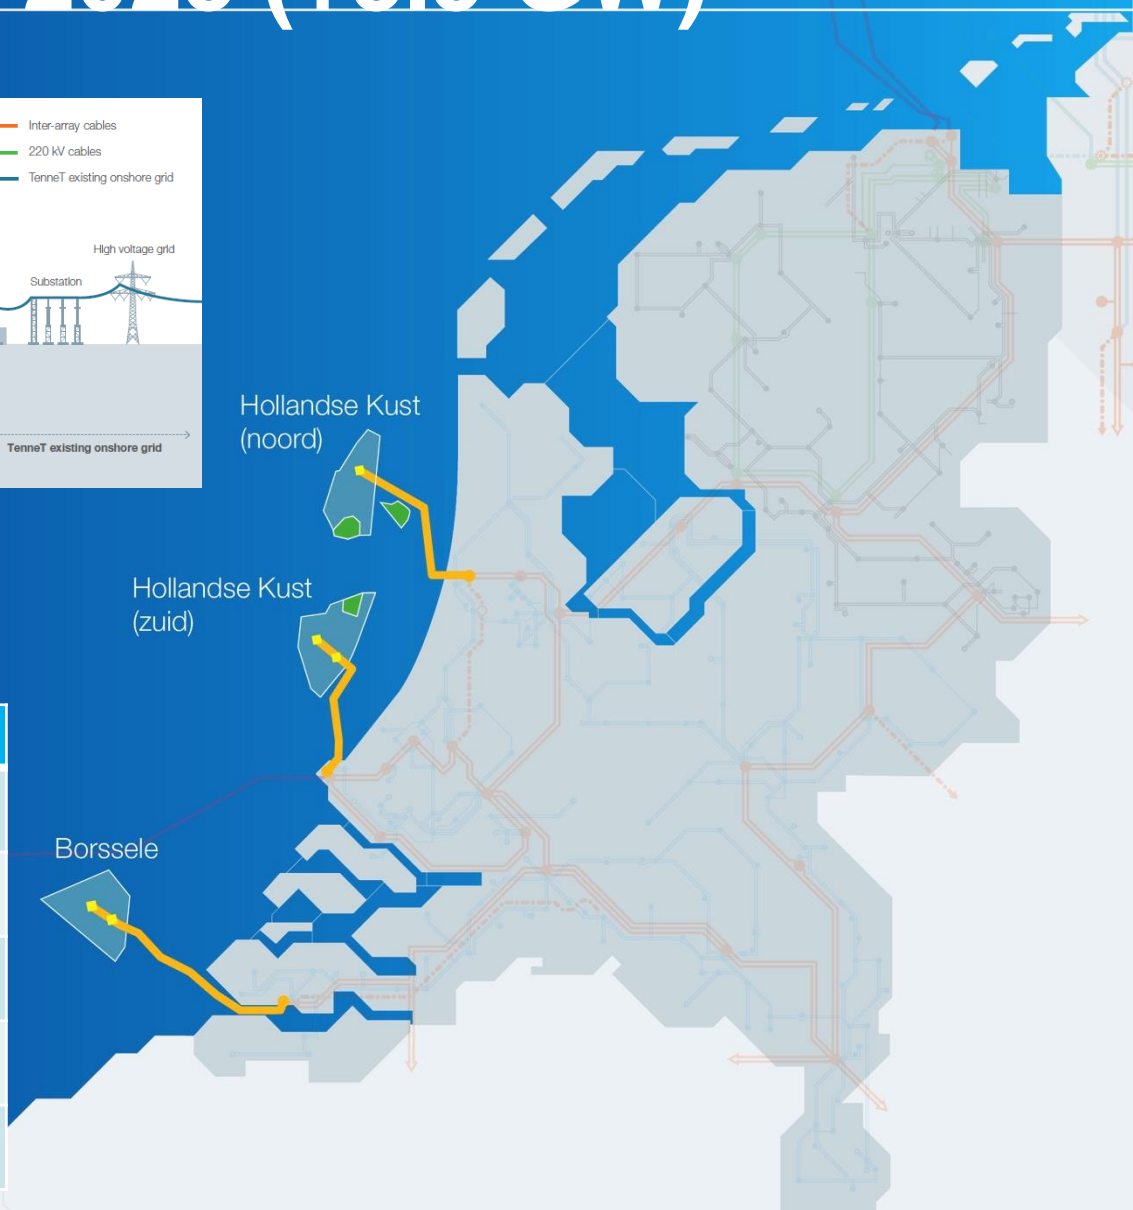 Inter-array cables
220 kV cables
TenneT existing onshore grid
High voltage grid
Substation
TenneT existing onshore grid
Hollandse Kust
(noord)
Hollandse Kust
(zuid)
Borssele